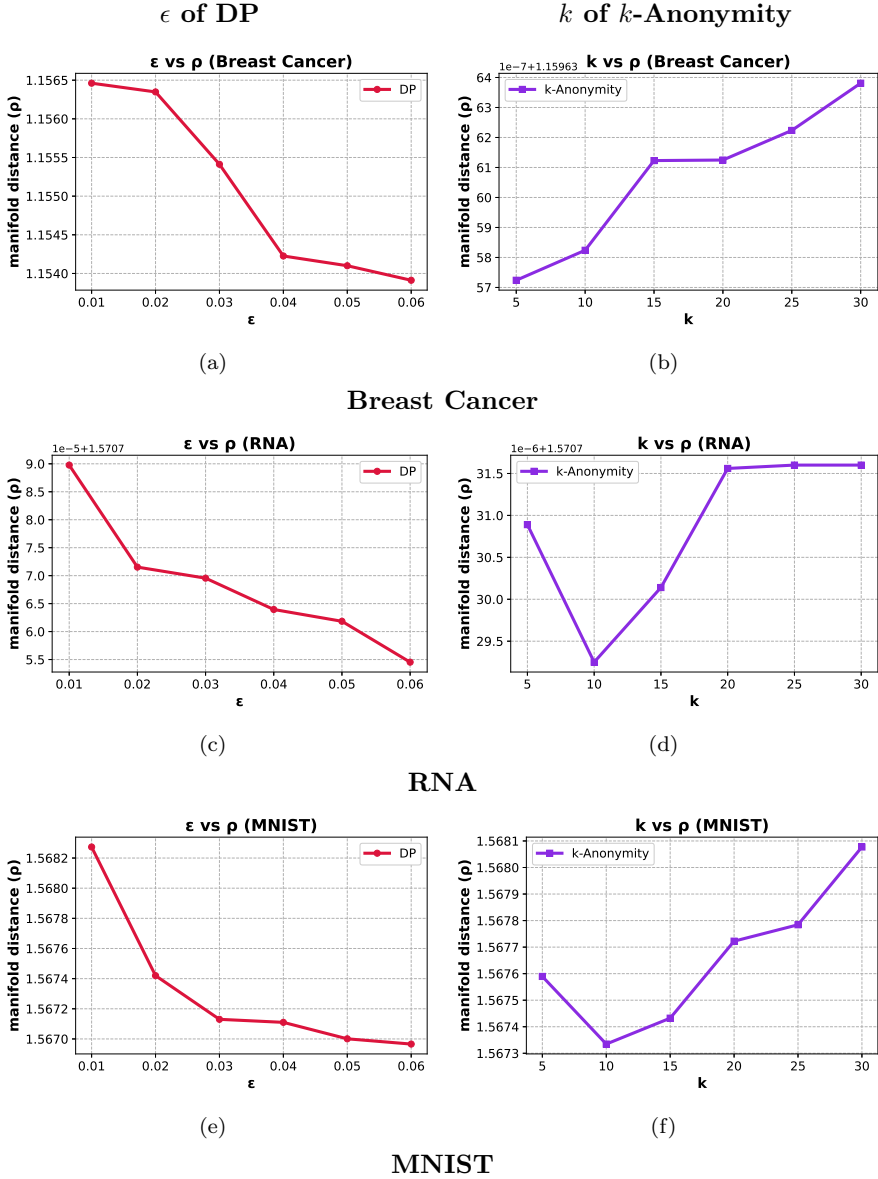 ϵ of DP
k of k-Anonymity
ε vs ρ (Breast Cancer)
DP
manifold distance (ρ)
1.1565
1.1560
1.1555
1.1550
1.1545
1.1540
0.01 0.02 0.03 0.04 0.05 0.06
ε
(a)
k vs ρ (Breast Cancer)
1e−7+1.15963
k-Anonymity
manifold distance (ρ)
64
63
62
61
60
59
58
57
5 10 15 20 25 30
k
(b)
Breast Cancer
ε vs ρ (RNA)
1e−5+1.5707
DP
manifold distance (ρ)
9.0
8.5
8.0
7.5
7.0
6.5
6.0
5.5
0.01 0.02 0.03 0.04 0.05 0.06
ε
(c)
k vs ρ (RNA)
1e−6+1.5707
k-Anonymity
manifold distance (ρ)
31.5
31.0
30.5
30.0
29.5
5 10 15 20 25 30
k
(d)
RNA
ε vs ρ (MNIST)
DP
manifold distance (ρ)
1.5682
1.5680
1.5678
1.5676
1.5674
1.5672
1.5670
0.01 0.02 0.03 0.04 0.05 0.06
ε
(e)
k vs ρ (MNIST)
k-Anonymity
manifold distance (ρ)
1.5681
1.5680
1.5679
1.5678
1.5677
1.5676
1.5675
1.5674
1.5673
5 10 15 20 25 30
k
(f)
MNIST